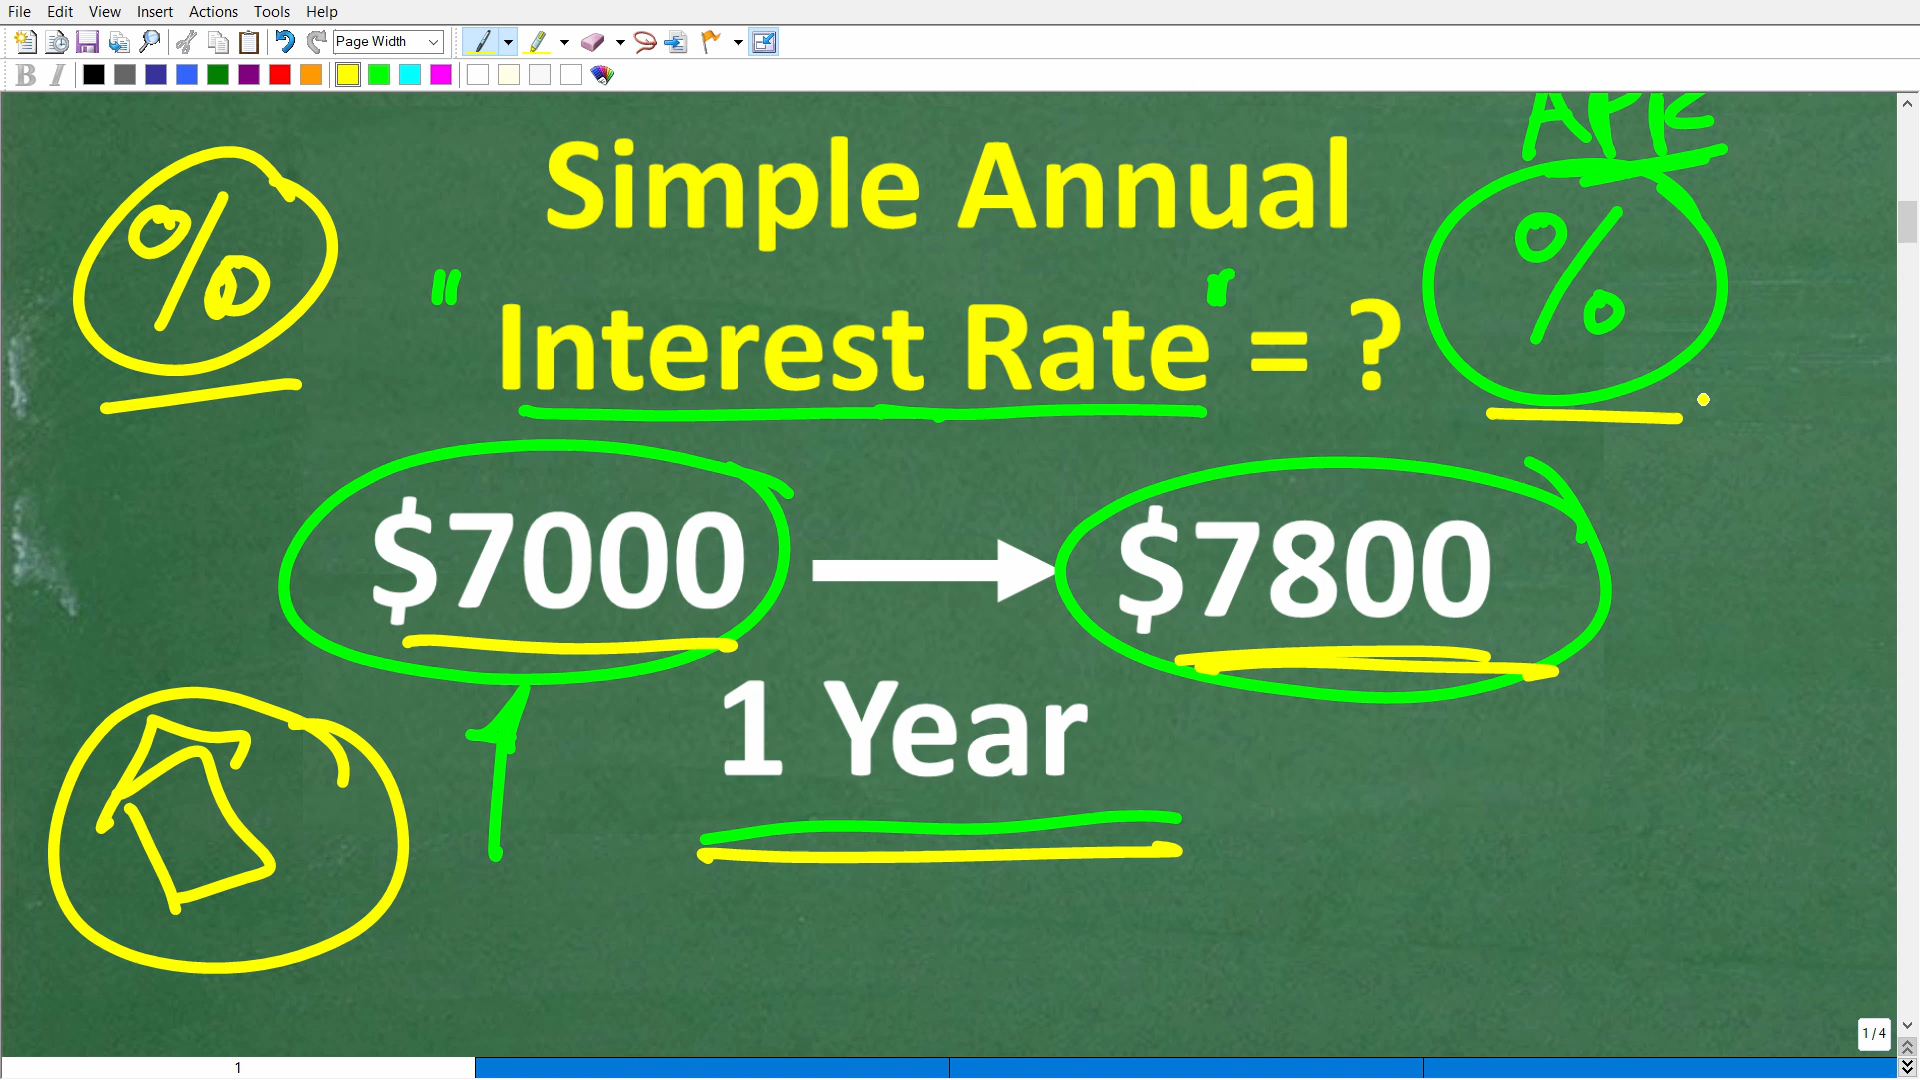 File Edit View Insert Actions Tools Help
Page Width
B I
APR
%
Simple Annual
%
" Interest Rate " = ?
$7000 $7800
1 Year
1 / 4
1